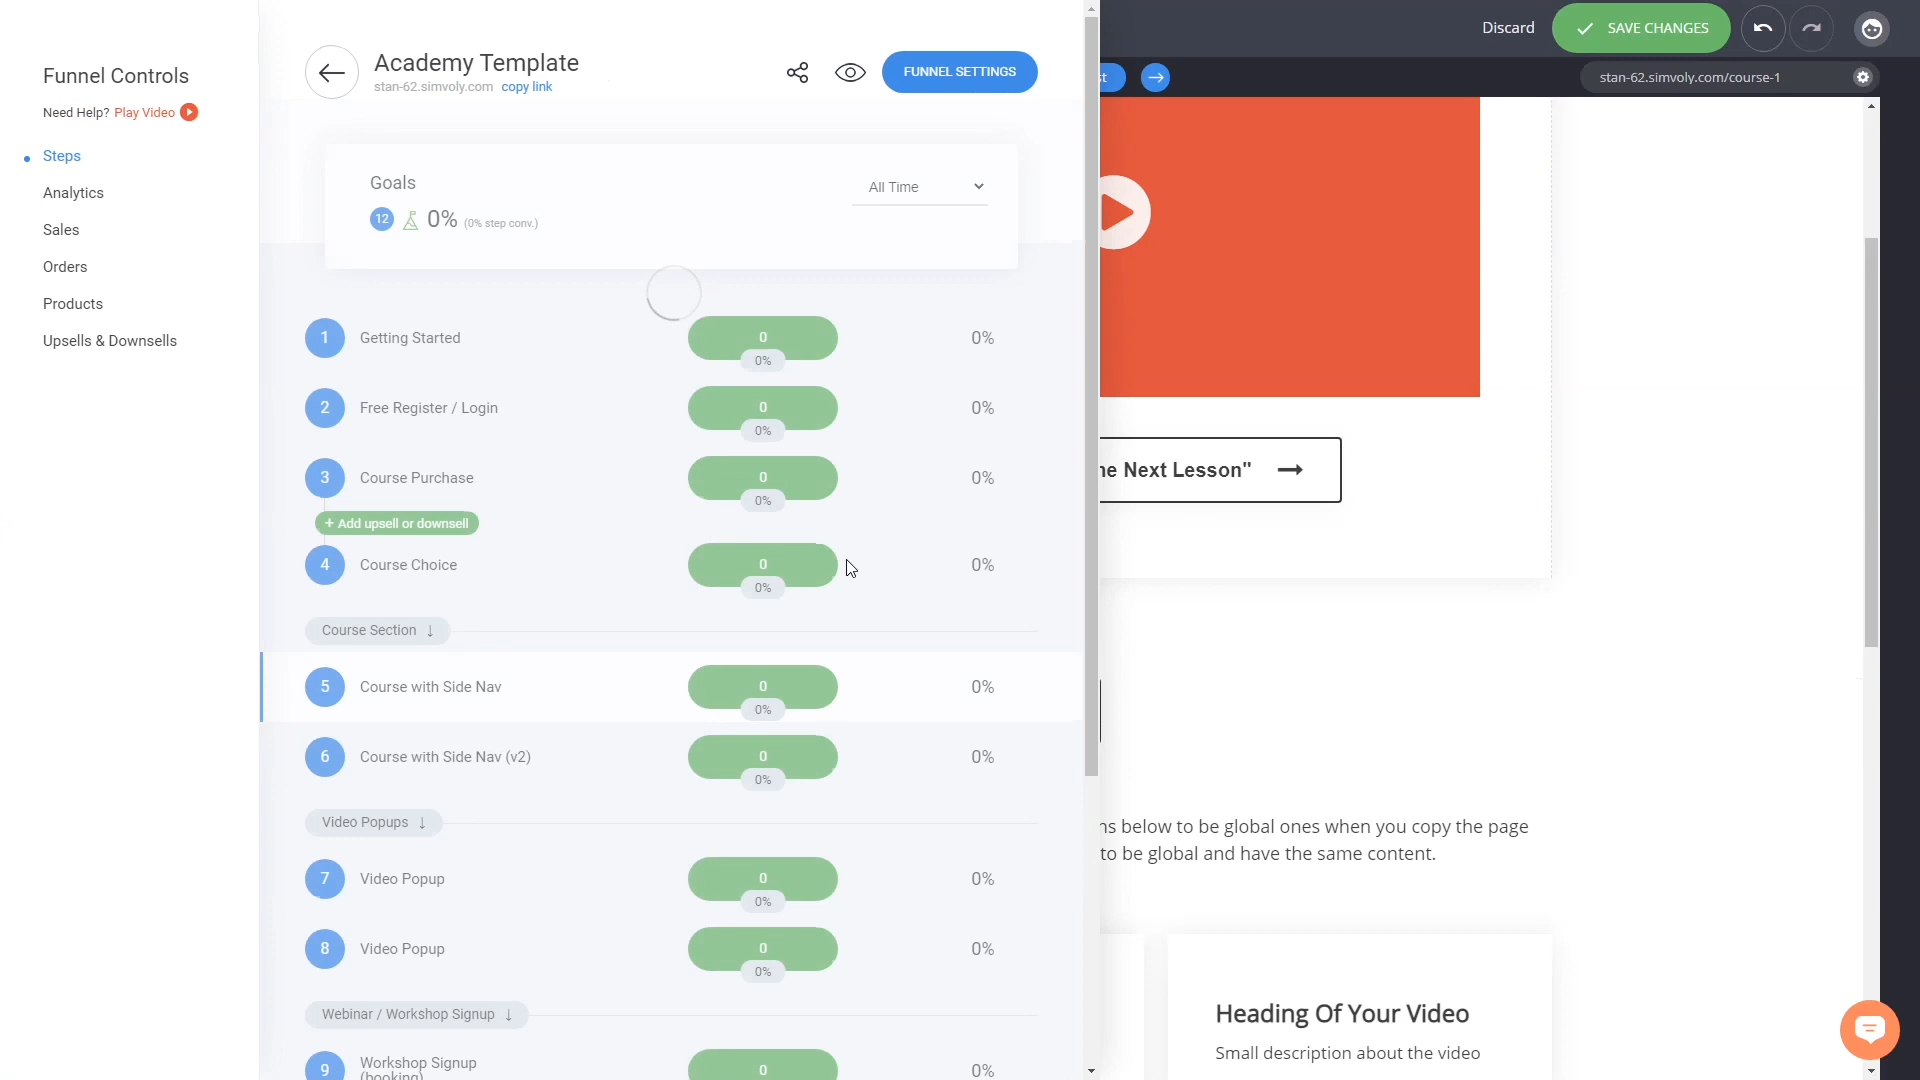 Funnel Controls
Need Help? Play Video
Steps
Analytics
Sales
Orders
Products
Upsells & Downsells
Academy Template
stan-62.simvoly.com copy link
FUNNEL SETTINGS
Goals
All Time
12 0% (0% step conv.)
1 Getting Started 0 0%
0%
2 Free Register / Login 0 0%
0%
3 Course Purchase 0 0%
0%
+ Add upsell or downsell
4 Course Choice 0 0%
0%
Course Section ↓
5 Course with Side Nav 0 0%
0%
6 Course with Side Nav (v2) 0 0%
0%
Video Popups ↓
7 Video Popup 0 0%
0%
8 Video Popup 0 0%
0%
Webinar / Workshop Signup ↓
9 Workshop Signup 0 0%
(booking)
Discard
SAVE CHANGES
stan-62.simvoly.com/course-1
Next Lesson"
below to be global ones when you copy the page
to be global and have the same content.
Heading Of Your Video
Small description about the video